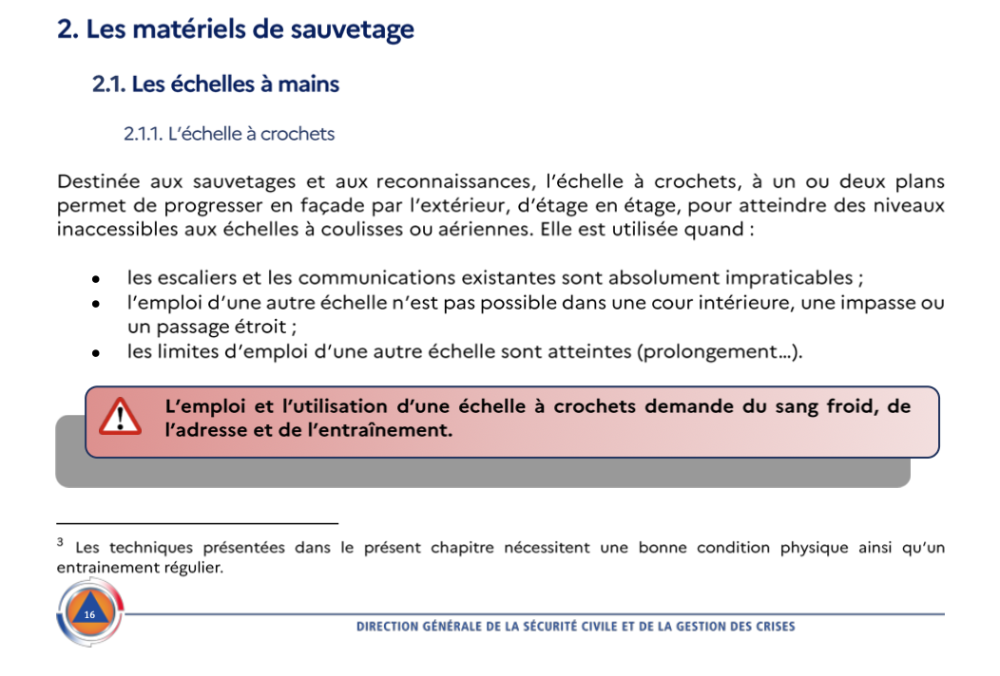 2. Les matériels de sauvetage
2.1. Les échelles à mains
2.1.1. L'échelle à crochets
Destinée aux sauvetages et aux reconnaissances, l'échelle à crochets, à un ou deux plans
permet de progresser en façade par l'extérieur, d'étage en étage, pour atteindre des niveaux
inaccessibles aux échelles à coulisses ou aériennes. Elle est utilisée quand :
• les escaliers et les communications existantes sont absolument impraticables ;
• l'emploi d'une autre échelle n'est pas possible dans une cour intérieure, une impasse ou
un passage étroit ;
• les limites d'emploi d'une autre échelle sont atteintes (prolongement…).
L'emploi et l'utilisation d'une échelle à crochets demande du sang froid, de
l'adresse et de l'entraînement.
3 Les techniques présentées dans le présent chapitre nécessitent une bonne condition physique ainsi qu'un
entrainement régulier.
16
DIRECTION GÉNÉRALE DE LA SÉCURITÉ CIVILE ET DE LA GESTION DES CRISES